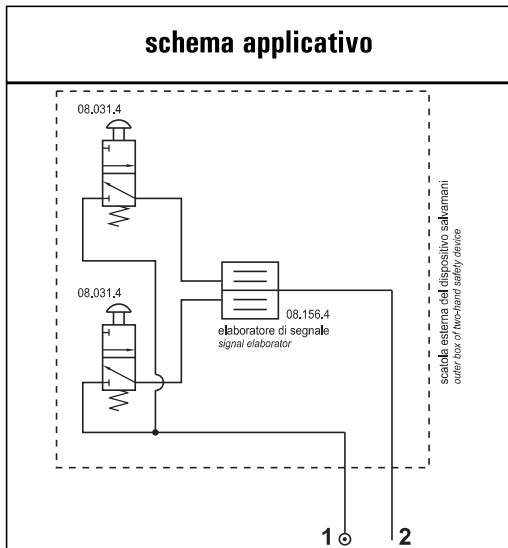 schema applicativo
08.031.4
08.031.4
08.156.4
elaboratore di segnale
signal elaborator
scatola esterna del dispositivo salvamani
outer box of two-hand safety device
1
2